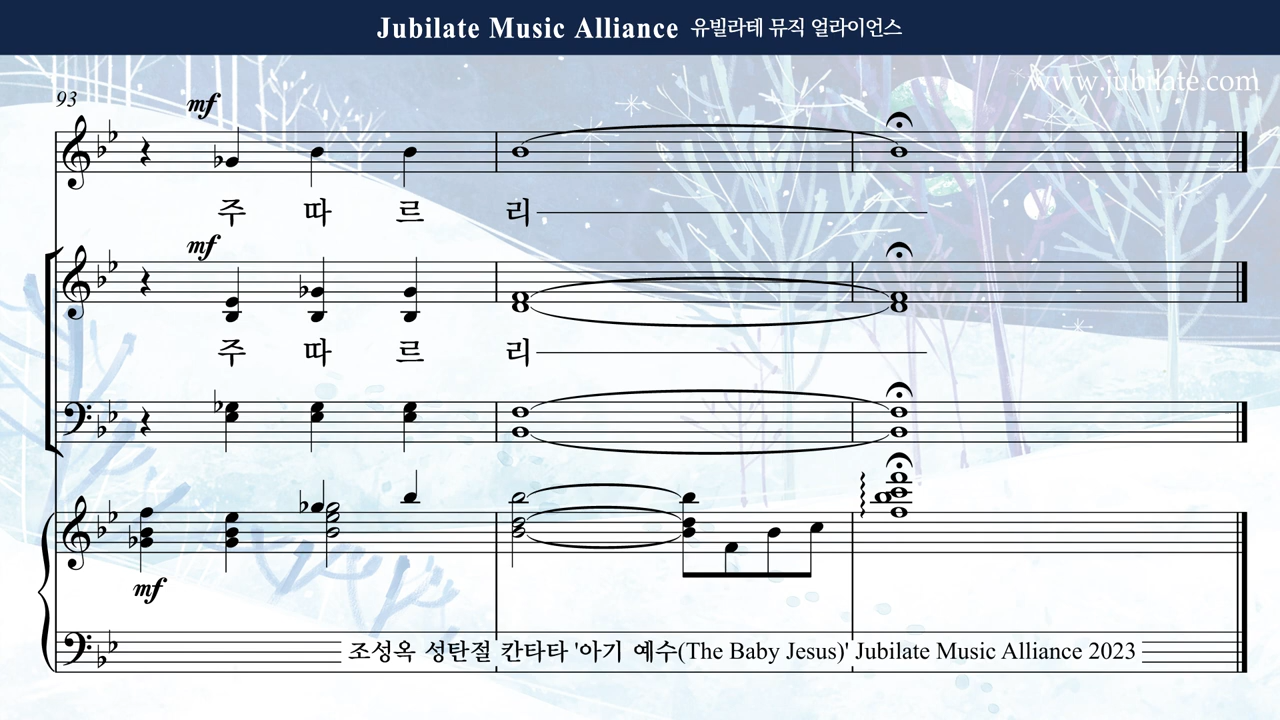 Jubilate Music Alliance 유빌라테 뮤직 얼라이언스
www.jubilate.com
93
mf
주 따 르 리
mf
주 따 르 리
mf
조성옥 성탄절 칸타타 '아기 예수(The Baby Jesus)' Jubilate Music Alliance 2023